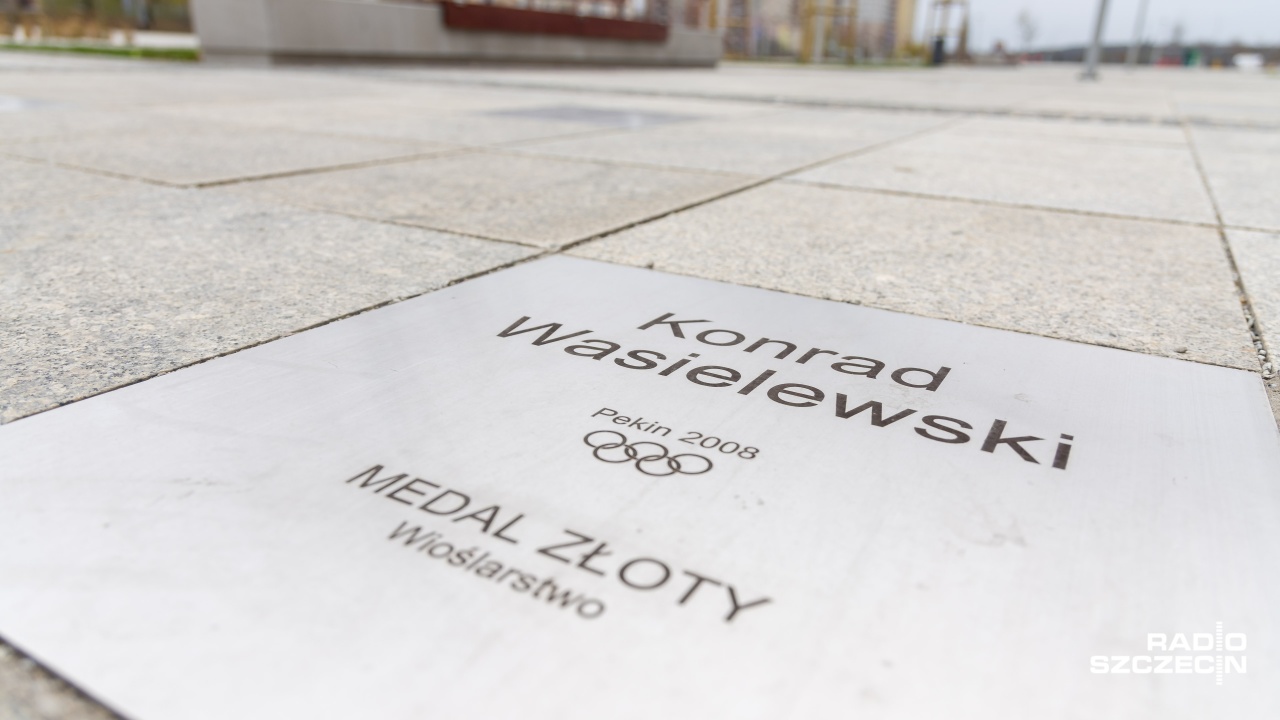 Konrad
Wasielewski
Pekin 2008
MEDAL ZŁOTY
Wioślarstwo
RADIO
SZCZECIN